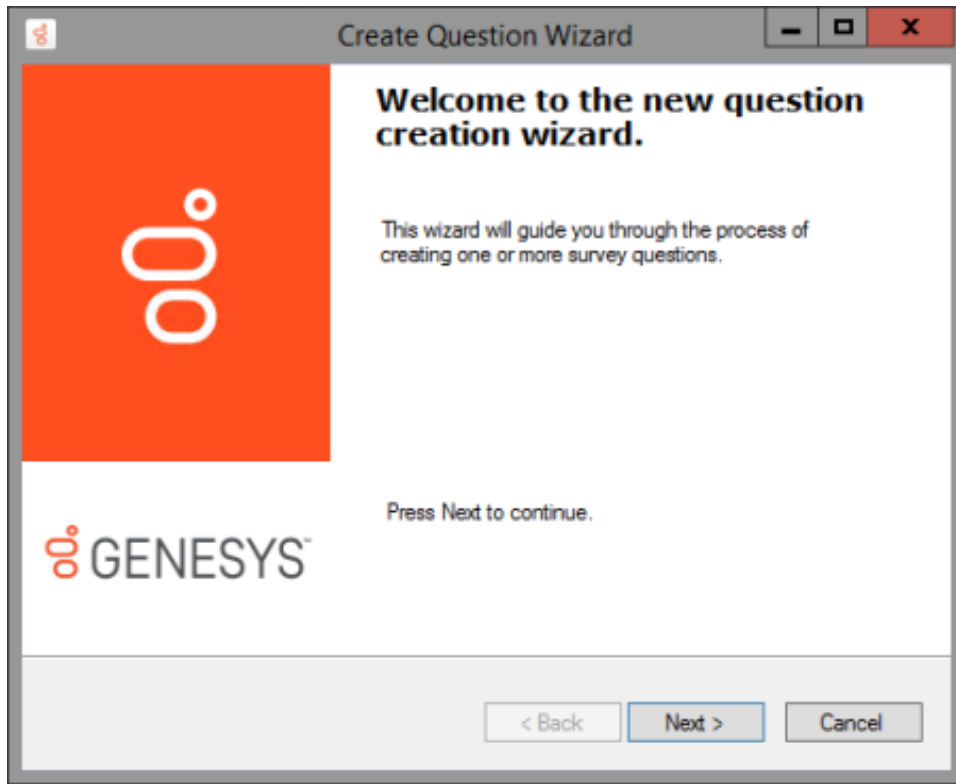 Create Question Wizard
Welcome to the new question
creation wizard.
This wizard will guide you through the process of
creating one or more survey questions.
Press Next to continue.
GENESYS™
< Back
Next >
Cancel